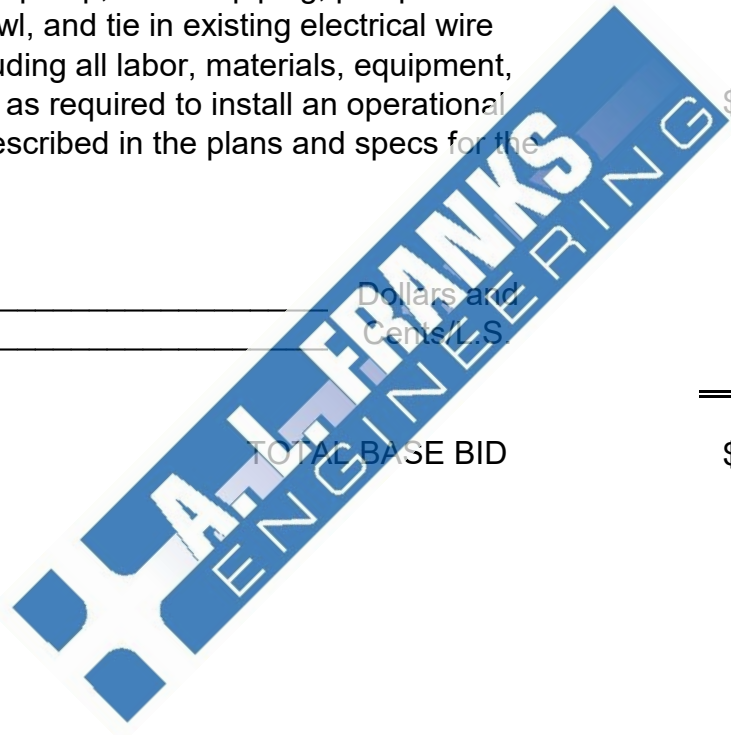 wl, and tie in existing electrical wire
uding all labor, materials, equipment,
as required to install an operational
escribed in the plans and specs for the
Dollars and
Cents/L.S.
TOTAL BASE BID $
A. L. FRANKS
ENGINEERING